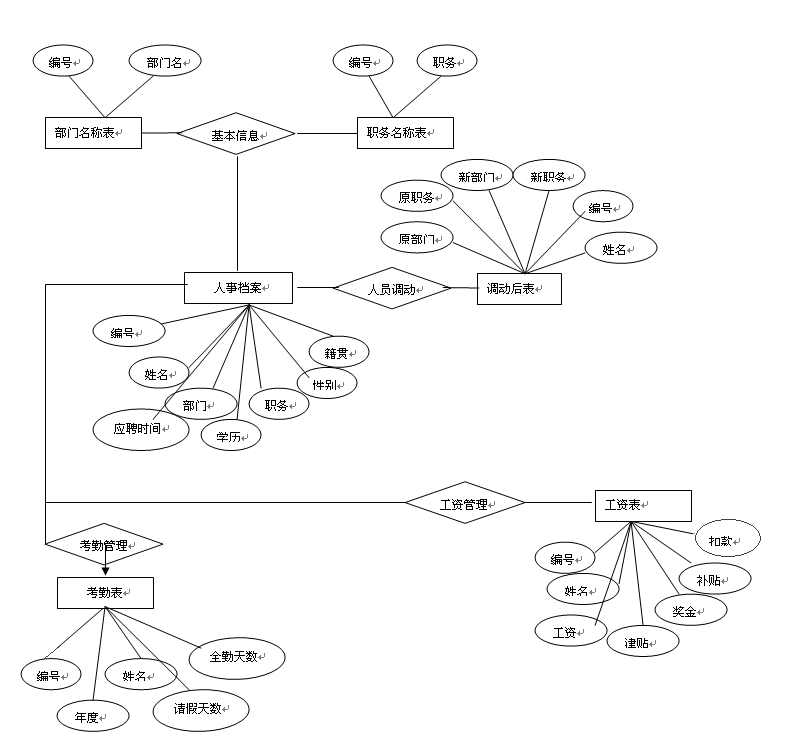 编号
部门名
编号
职务
部门名称表
基本信息
职务名称表
新部门
新职务
原职务
编号
原部门
姓名
人事档案
人员调动
调动后表
编号
籍贯
姓名
性别
部门
职务
应聘时间
学历
工资管理
工资表
考勤管理
扣款
编号
补贴
姓名
考勤表
奖金
工资
津贴
全勤天数
编号
姓名
年度
请假天数